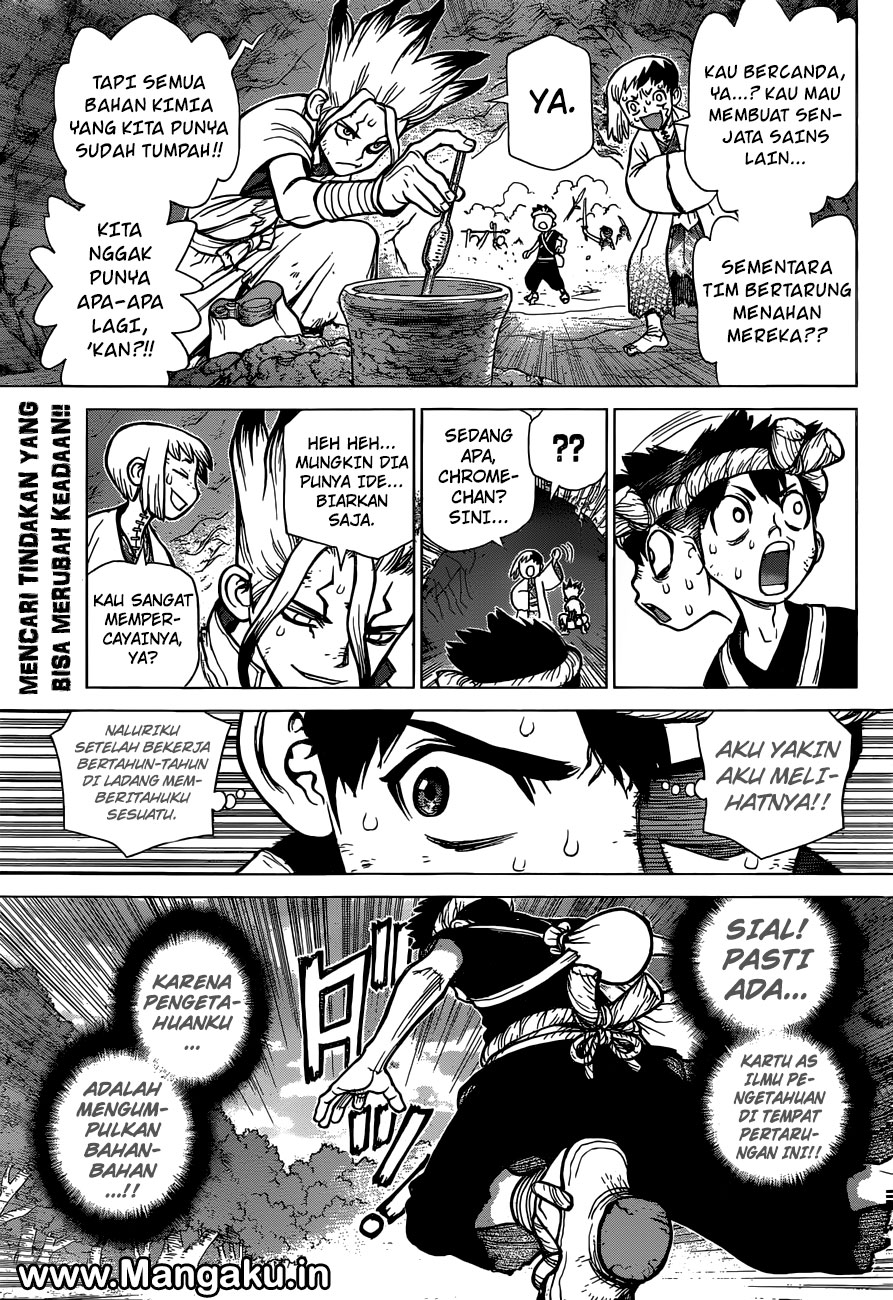 KAU BERCANDA,
YA...? KAU MAU
MEMBUAT SEN-
JATA SAINS
LAIN...
SEMENTARA
TIM BERTARUNG
MENAHAN
MEREKA??
YA.
TAPI SEMUA
BAHAN KIMIA
YANG KITA PUNYA
SUDAH TUMPAH!!
KITA
NGGAK
PUNYA
APA-APA
LAGI,
'KAN?!!
MENCARI TINDAKAN YANG
BISA MERUBAH KEADAAN!!
??
SEDANG
APA,
CHROME-
CHAN?
SINI...
HEH HEH...
MUNGKIN DIA
PUNYA IDE...
BIARKAN
SAJA.
KAU SANGAT
MEMPER-
CAYAINYA,
YA?
AKU YAKIN
AKU MELI-
HATNYA!!
NALURIKU
SETELAH BEKERJA
BERTAHUN-TAHUN
DI LADANG MEM-
BERITAHUKU
SESUATU.
SIAL!
PASTI
ADA...
KARTU AS
ILMU PE-
NGETAHUAN
DI TEMPAT
PERTARU-
NGAN INI!!
KARENA
PENGETA-
HUANKU
...
ADALAH
MENGUM-
PULKAN
BAHAN-
BAHAN
...!!
www.Mangaku.in